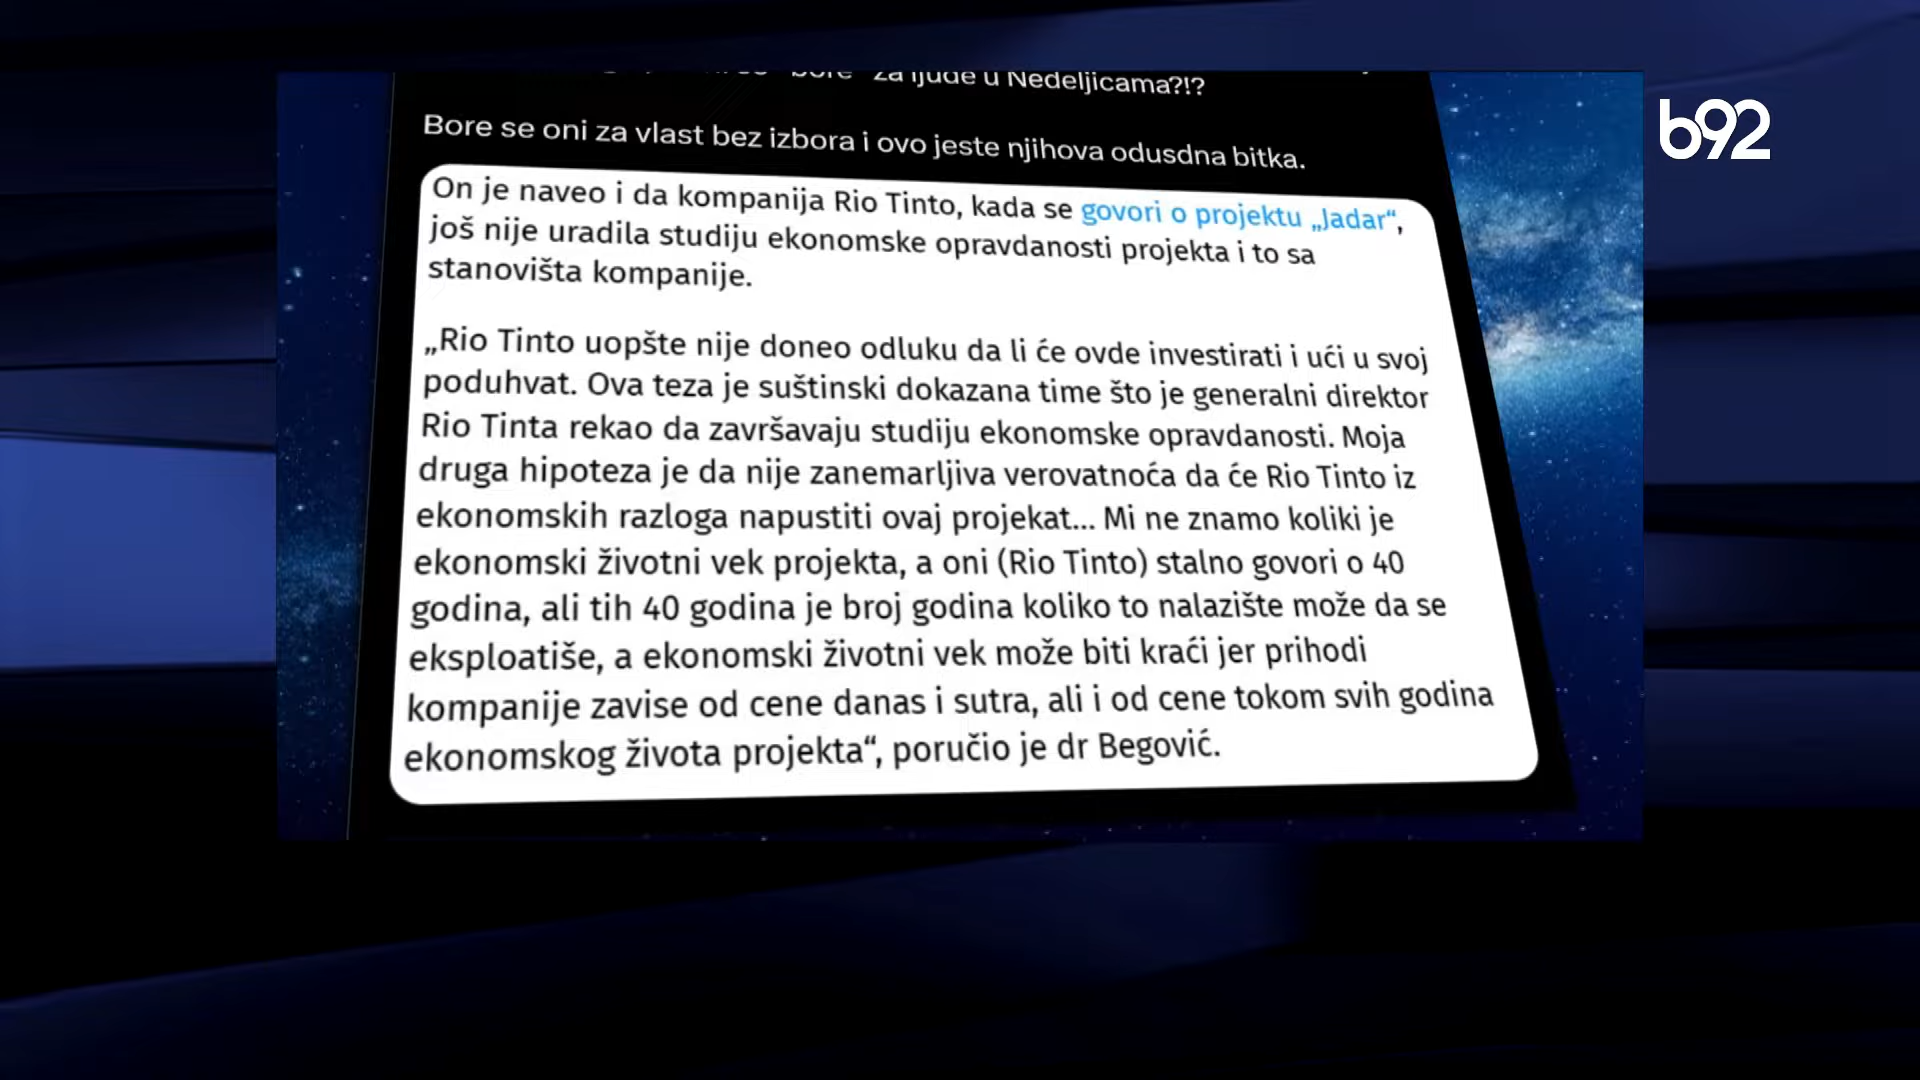 "bore" za ljude u Nedeljicama?!?
Bore se oni za vlast bez izbora i ovo jeste njihova odusdna bitka.
On je naveo i da kompanija Rio Tinto, kada se govori o projektu „Jadar“,
još nije uradila studiju ekonomske opravdanosti projekta i to sa
stanovišta kompanije.
„Rio Tinto uopšte nije doneo odluku da li će ovde investirati i ući u svoj
poduhvat. Ova teza je suštinski dokazana time što je generalni direktor
Rio Tinta rekao da završavaju studiju ekonomske opravdanosti. Moja
druga hipoteza je da nije zanemarljiva verovatnoća da će Rio Tinto iz
ekonomskih razloga napustiti ovaj projekat... Mi ne znamo koliki je
ekonomski životni vek projekta, a oni (Rio Tinto) stalno govori o 40
godina, ali tih 40 godina je broj godina koliko to nalazište može da se
eksploatiše, a ekonomski životni vek može biti kraći jer prihodi
kompanije zavise od cene danas i sutra, ali i od cene tokom svih godina
ekonomskog života projekta“, poručio je dr Begović.
b92